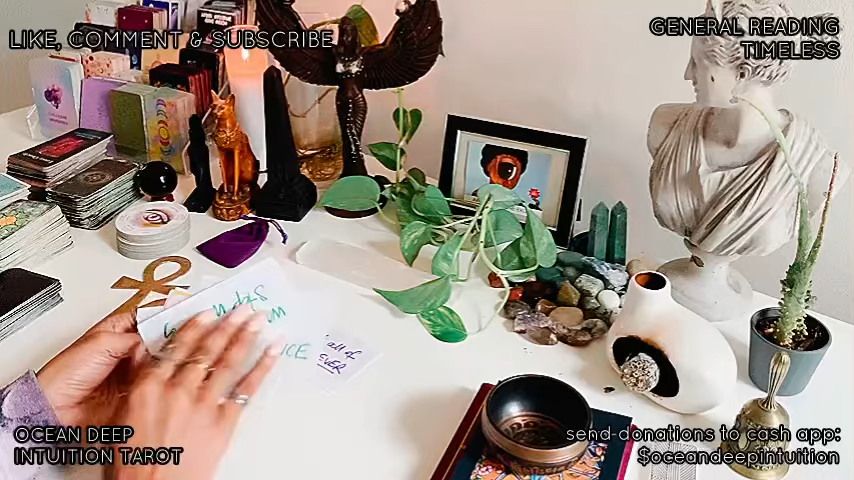 LIKE, COMMENT & SUBSCRIBE
GENERAL READING
TIMELESS
all of
EVER
OCEAN DEEP
INTUITION TAROT
send-donations to cash app:
$oceandeepintuition